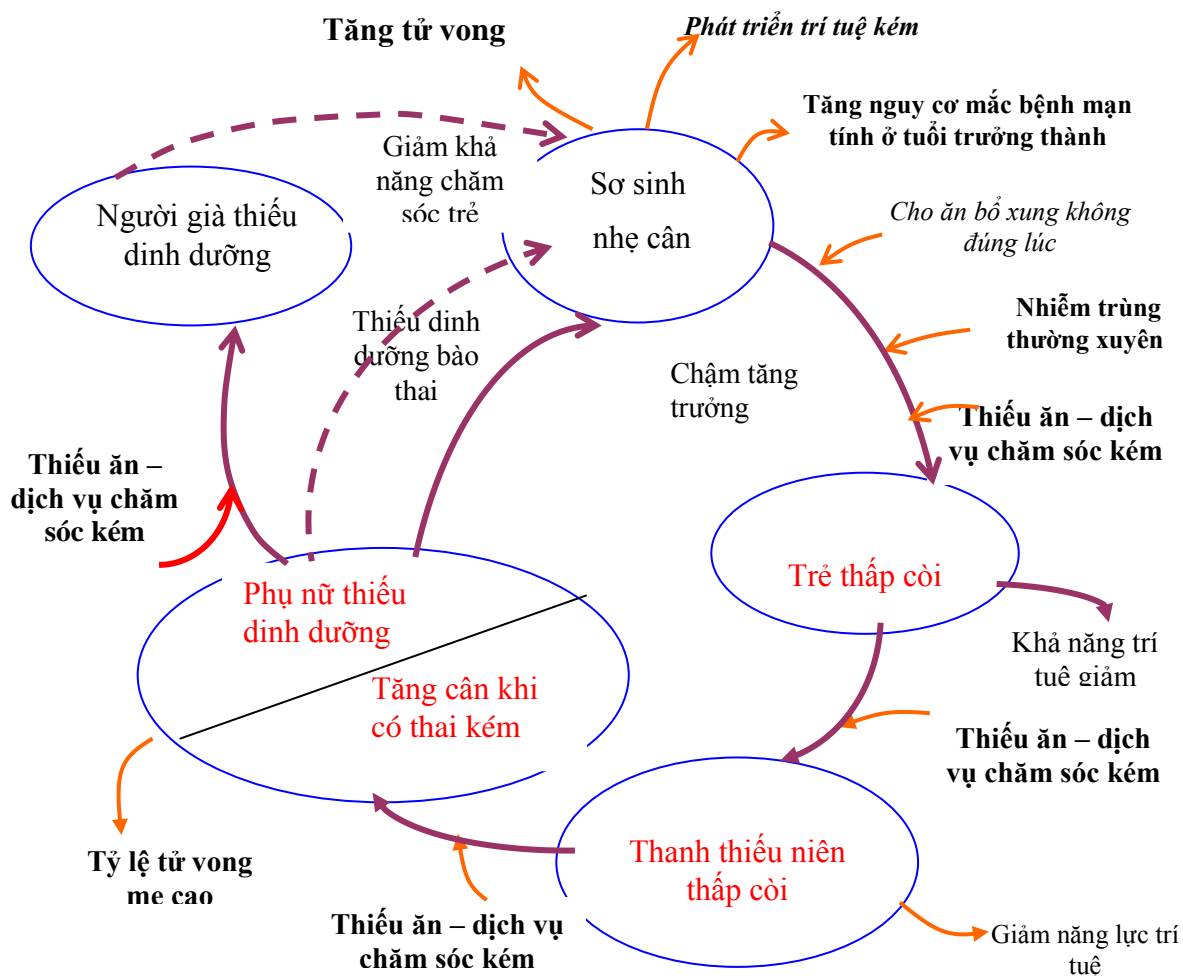 Tăng tử vong
Phát triển trí tuệ kém
Tăng nguy cơ mắc bệnh mạn
tính ở tuổi trưởng thành
Giảm khả
năng chăm
sóc trẻ
Sơ sinh
nhẹ cân
Người già thiếu
dinh dưỡng
Cho ăn bổ xung không
đúng lúc
Nhiễm trùng
thường xuyên
Thiếu dinh
dưỡng bào
thai
Chậm tăng
trưởng
Thiếu ăn – dịch
vụ chăm sóc kém
Thiếu ăn –
dịch vụ chăm
sóc kém
Trẻ thấp còi
Phụ nữ thiếu
dinh dưỡng
Tăng cân khi
có thai kém
Khả năng trí
tuê giảm
Thiếu ăn – dịch
vụ chăm sóc kém
Tỷ lệ tử vong
me cao
Thanh thiếu niên
thấp còi
Thiếu ăn – dịch vụ
chăm sóc kém
Giảm năng lực trí
tuệ